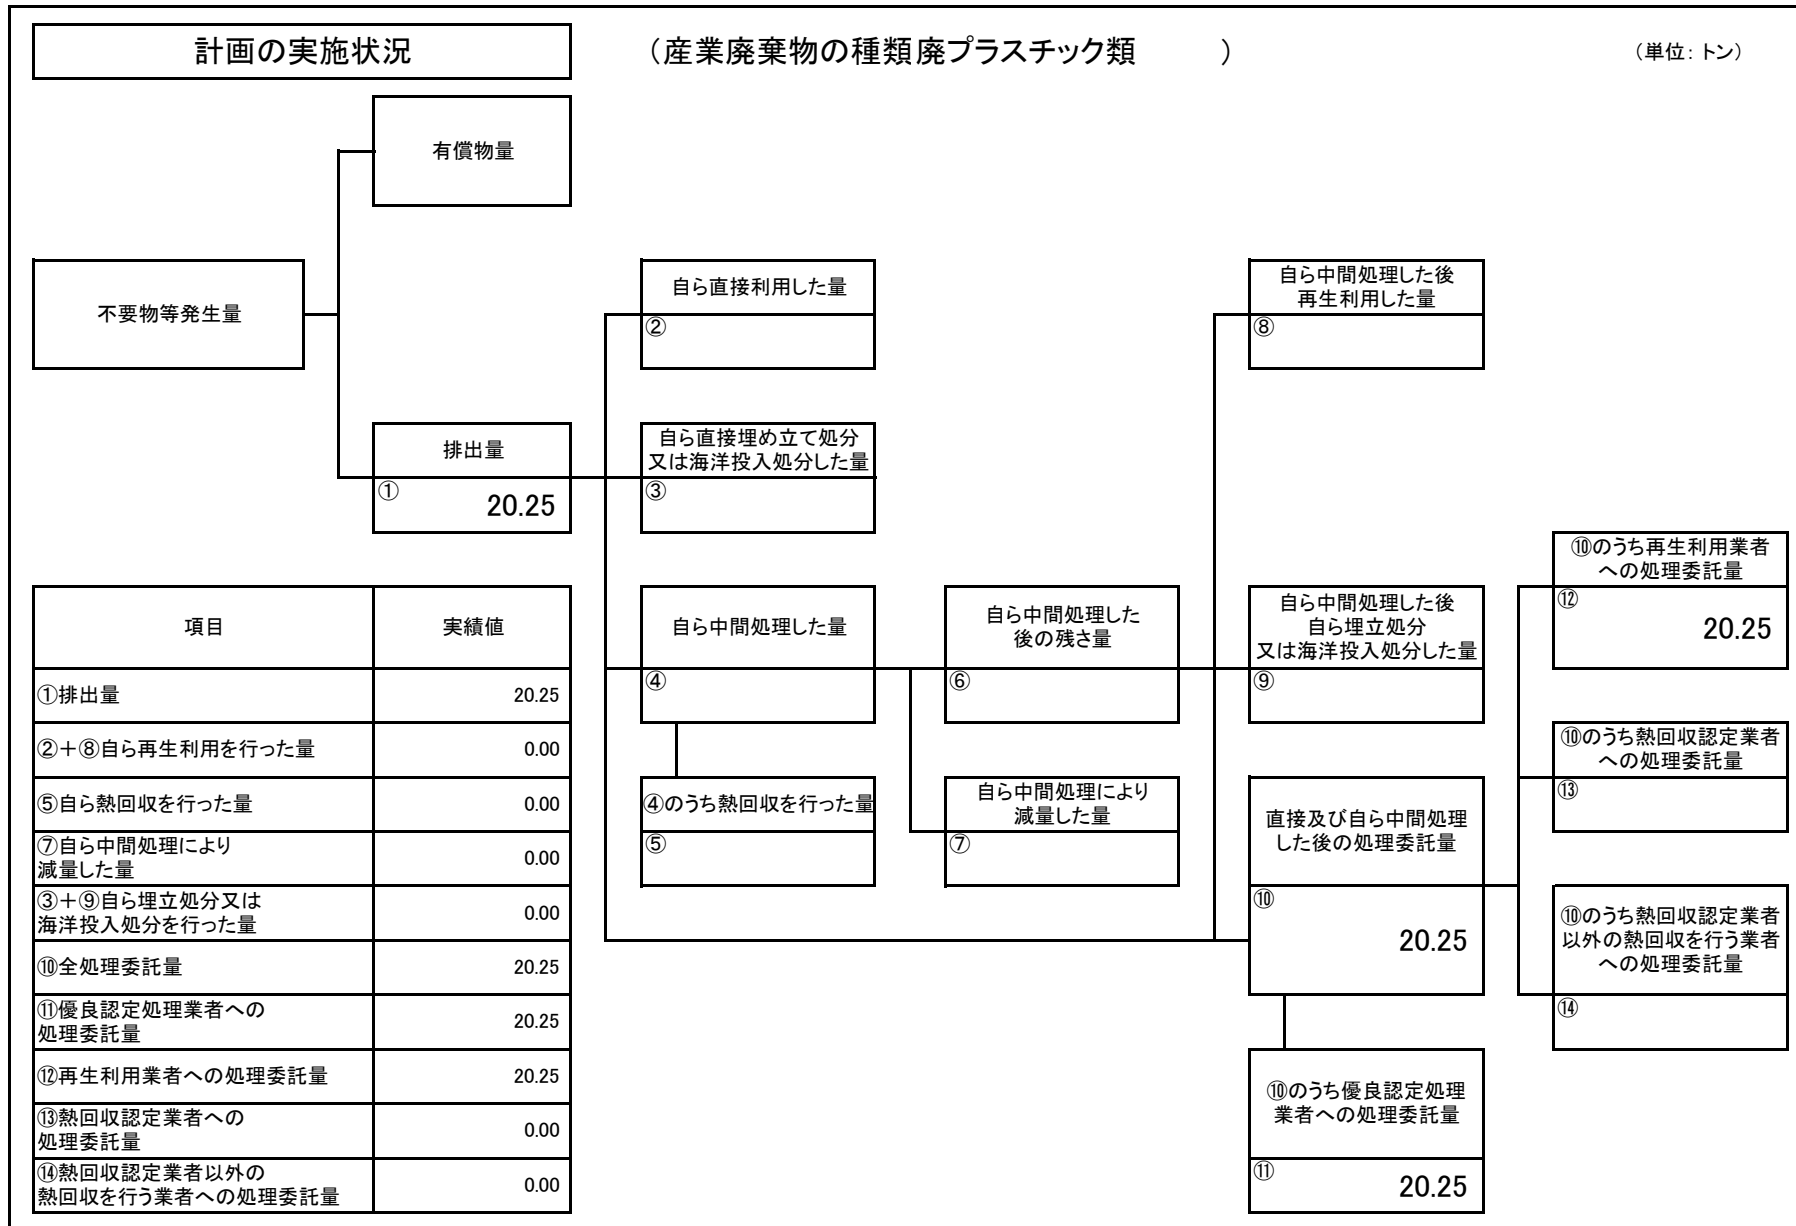 計画の実施状況
（産業廃棄物の種類廃プラスチック類　　　）
（単位：トン）
有償物量
不要物等発生量
自ら直接利用した量
②
自ら中間処理した後
再生利用した量
⑧
排出量
①
20.25
自ら直接埋め立て処分
又は海洋投入処分した量
③
⑩のうち再生利用業者
への処理委託量
⑫
20.25
自ら中間処理した量
④
自ら中間処理した
後の残さ量
⑥
自ら中間処理した後
自ら埋立処分
又は海洋投入処分した量
⑨
⑩のうち熱回収認定業者
への処理委託量
⑬
④のうち熱回収を行った量
⑤
自ら中間処理により
減量した量
⑦
直接及び自ら中間処理
した後の処理委託量
⑩
20.25
⑩のうち熱回収認定業者
以外の熱回収を行う業者
への処理委託量
⑭
⑩のうち優良認定処理
業者への処理委託量
⑪
20.25
項目 実績値
①排出量 20.25
②＋⑧自ら再生利用を行った量 0.00
⑤自ら熱回収を行った量 0.00
⑦自ら中間処理により
減量した量 0.00
③＋⑨自ら埋立処分又は
海洋投入処分を行った量 0.00
⑩全処理委託量 20.25
⑪優良認定処理業者への
処理委託量 20.25
⑫再生利用業者への処理委託量 20.25
⑬熱回収認定業者への
処理委託量 0.00
⑭熱回収認定業者以外の
熱回収を行う業者への処理委託量 0.00